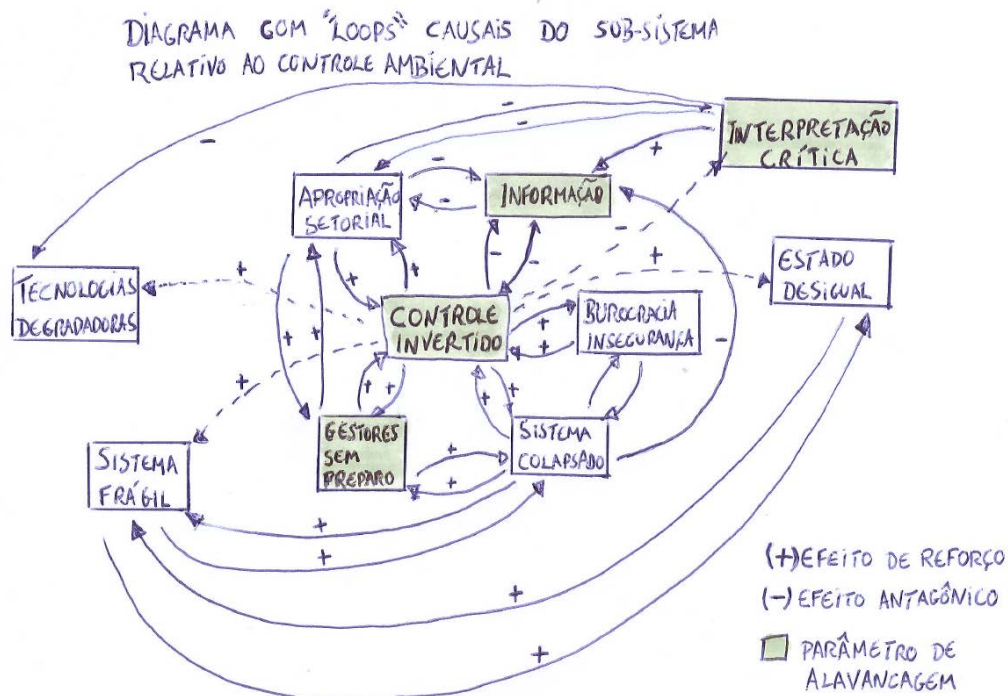 DIAGRAMA COM "LOOPS" CAUSAIS DO SUB-SISTEMA
RELATIVO AO CONTROLE AMBIENTAL
INTERPRETAÇÃO
CRÍTICA
APROPRIAÇÃO
SETORIAL
INFORMAÇÃO
TECNOLOGIAS
DEGRADADORAS
CONTROLE
INVERTIDO
BUROCRACIA
INSEGURANÇA
ESTADO
DESIGUAL
SISTEMA
FRÁGIL
GESTORES
SEM
PREPARO
SISTEMA
COLAPSADO
(+) EFEITO DE REFORÇO
(-) EFEITO ANTAGÔNICO
PARÂMETRO DE
ALAVANCAGEM